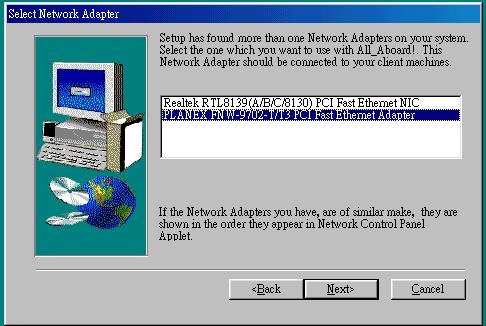 Select Network Adapter
Setup has found more than one Network Adapters on your system.
Select the one which you want to use with All_Aboard!. This
Network Adapter should be connected to your client machines.
Realtek RTL8139(A/B/C/8130) PCI Fast Ethernet NIC
PLANEX FNW-9702-T/T3 PCI Fast Ethernet Adapter
If the Network Adapters you have, are of similar make, they are
shown in the order they appear in Network Control Panel
Applet.
<Back
Next>
Cancel